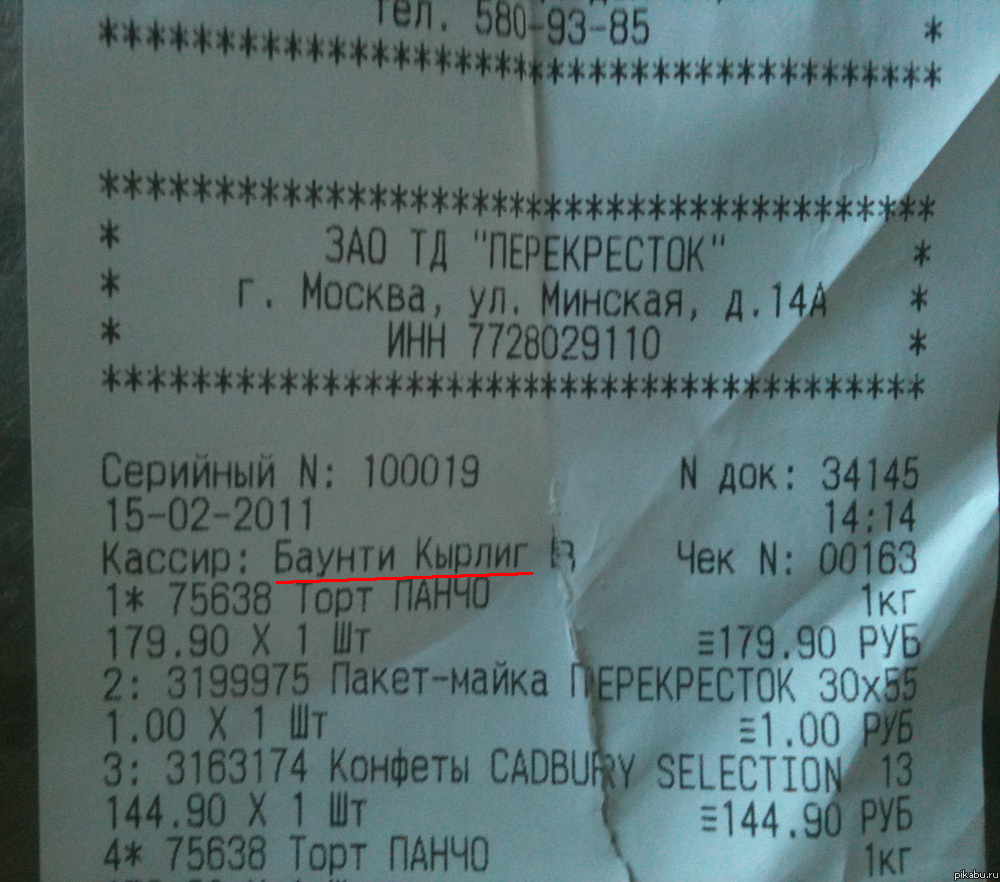 тел. 580-93-85 *
************************************
************************************
* ЗАО ТД "ПЕРЕКРЕСТОК" *
* г. Москва, ул. Минская, д.14А *
* ИНН 7728029110 *
************************************
Серийный N: 100019 N док: 34145
15-02-2011 14:14
Кассир: Баунти Кырлиг В Чек N: 00163
1* 75638 Торт ПАНЧО 1кг
179.90 X 1 Шт ≡179.90 РУБ
2: 3199975 Пакет-майка ПЕРЕКРЕСТОК 30x55
1.00 X 1 Шт ≡1.00 РУБ
3: 3163174 Конфеты CADBURY SELECTION 13
144.90 X 1 Шт ≡144.90 РУБ
4* 75638 Торт ПАНЧО 1кг
pikabu.ru